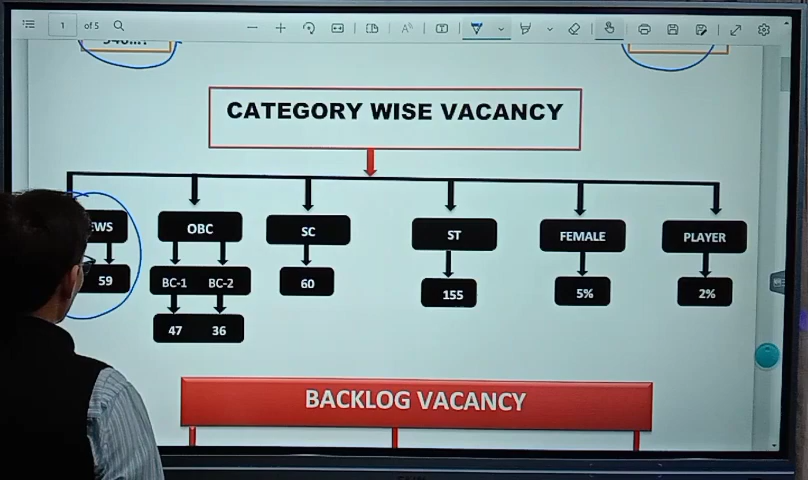 1 of 5
CATEGORY WISE VACANCY
EWS OBC SC ST FEMALE PLAYER
59 BC-1 BC-2 60 155 5% 2%
47 36
BACKLOG VACANCY